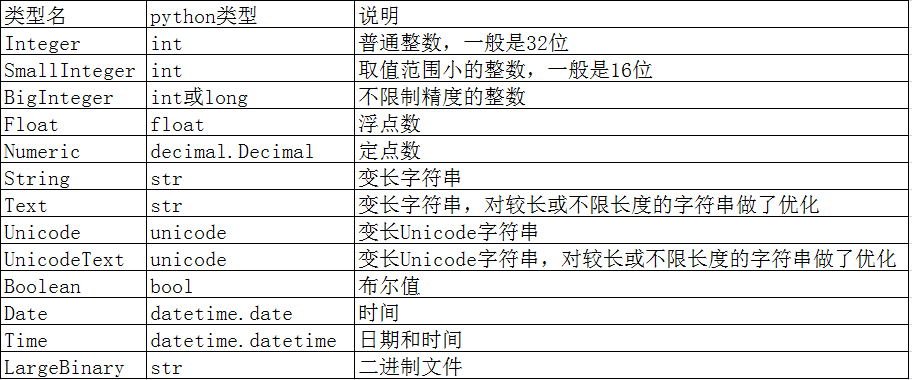 类型名 python类型 说明
Integer int 普通整数，一般是32位
SmallInteger int 取值范围小的整数，一般是16位
BigInteger int或long 不限制精度的整数
Float float 浮点数
Numeric decimal.Decimal 定点数
String str 变长字符串
Text str 变长字符串，对较长或不限长度的字符串做了优化
Unicode unicode 变长Unicode字符串
UnicodeText unicode 变长Unicode字符串，对较长或不限长度的字符串做了优化
Boolean bool 布尔值
Date datetime.date 时间
Time datetime.datetime 日期和时间
LargeBinary str 二进制文件